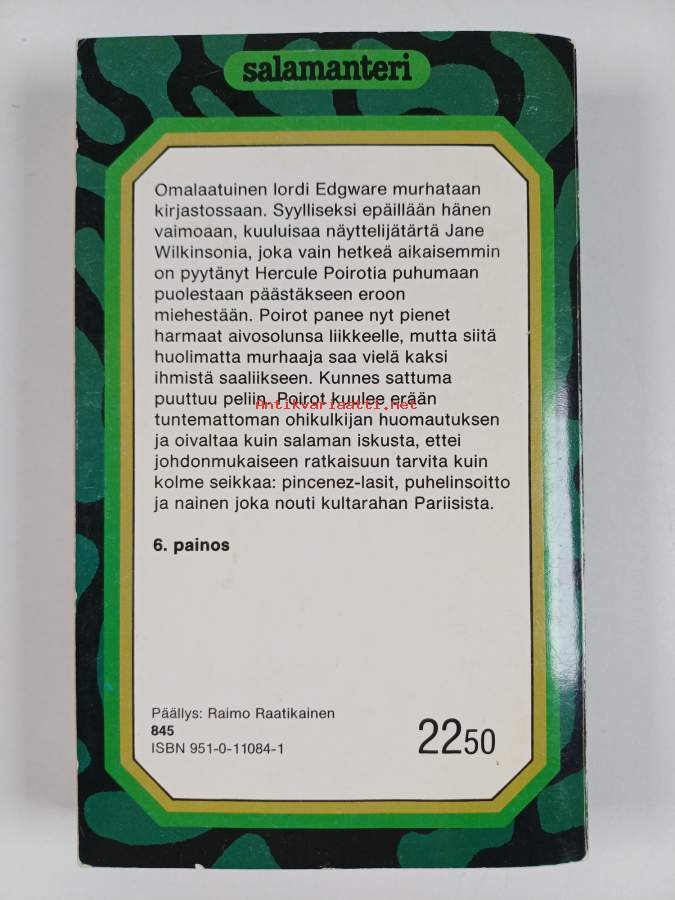 salamanteri
Omalaatuinen lordi Edgware murhataan
kirjastossaan. Syylliseksi epäillään hänen
vaimoaan, kuuluisaa näyttelijätärtä Jane
Wilkinsonia, joka vain hetkeä aikaisemmin
on pyytänyt Hercule Poirotia puhumaan
puolestaan päästäkseen eroon
miehestään. Poirot panee nyt pienet
harmaat aivosolunsa liikkeelle, mutta siitä
huolimatta murhaaja saa vielä kaksi
ihmistä saaliikseen. Kunnes sattuma
puuttuu peliin. Poirot kuulee erään
Antikvariaatti.net
tuntemattoman ohikulkijan huomautuksen
ja oivaltaa kuin salaman iskusta, ettei
johdonmukaiseen ratkaisuun tarvita kuin
kolme seikkaa: pincenez-lasit, puhelinsoitto
ja nainen joka nouti kultarahan Pariisista.
6. painos
Päällys: Raimo Raatikainen
845
ISBN 951-0-11084-1
2250